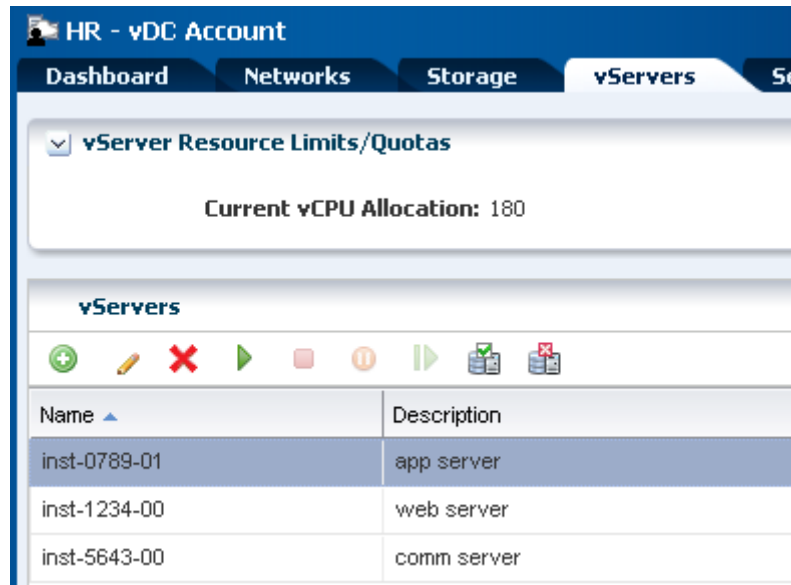 HR - vDC Account
Dashboard Networks Storage vServers
vServer Resource Limits/Quotas
Current vCPU Allocation: 180
vServers
Name Description
inst-0789-01 app server
inst-1234-00 web server
inst-5643-00 comm server